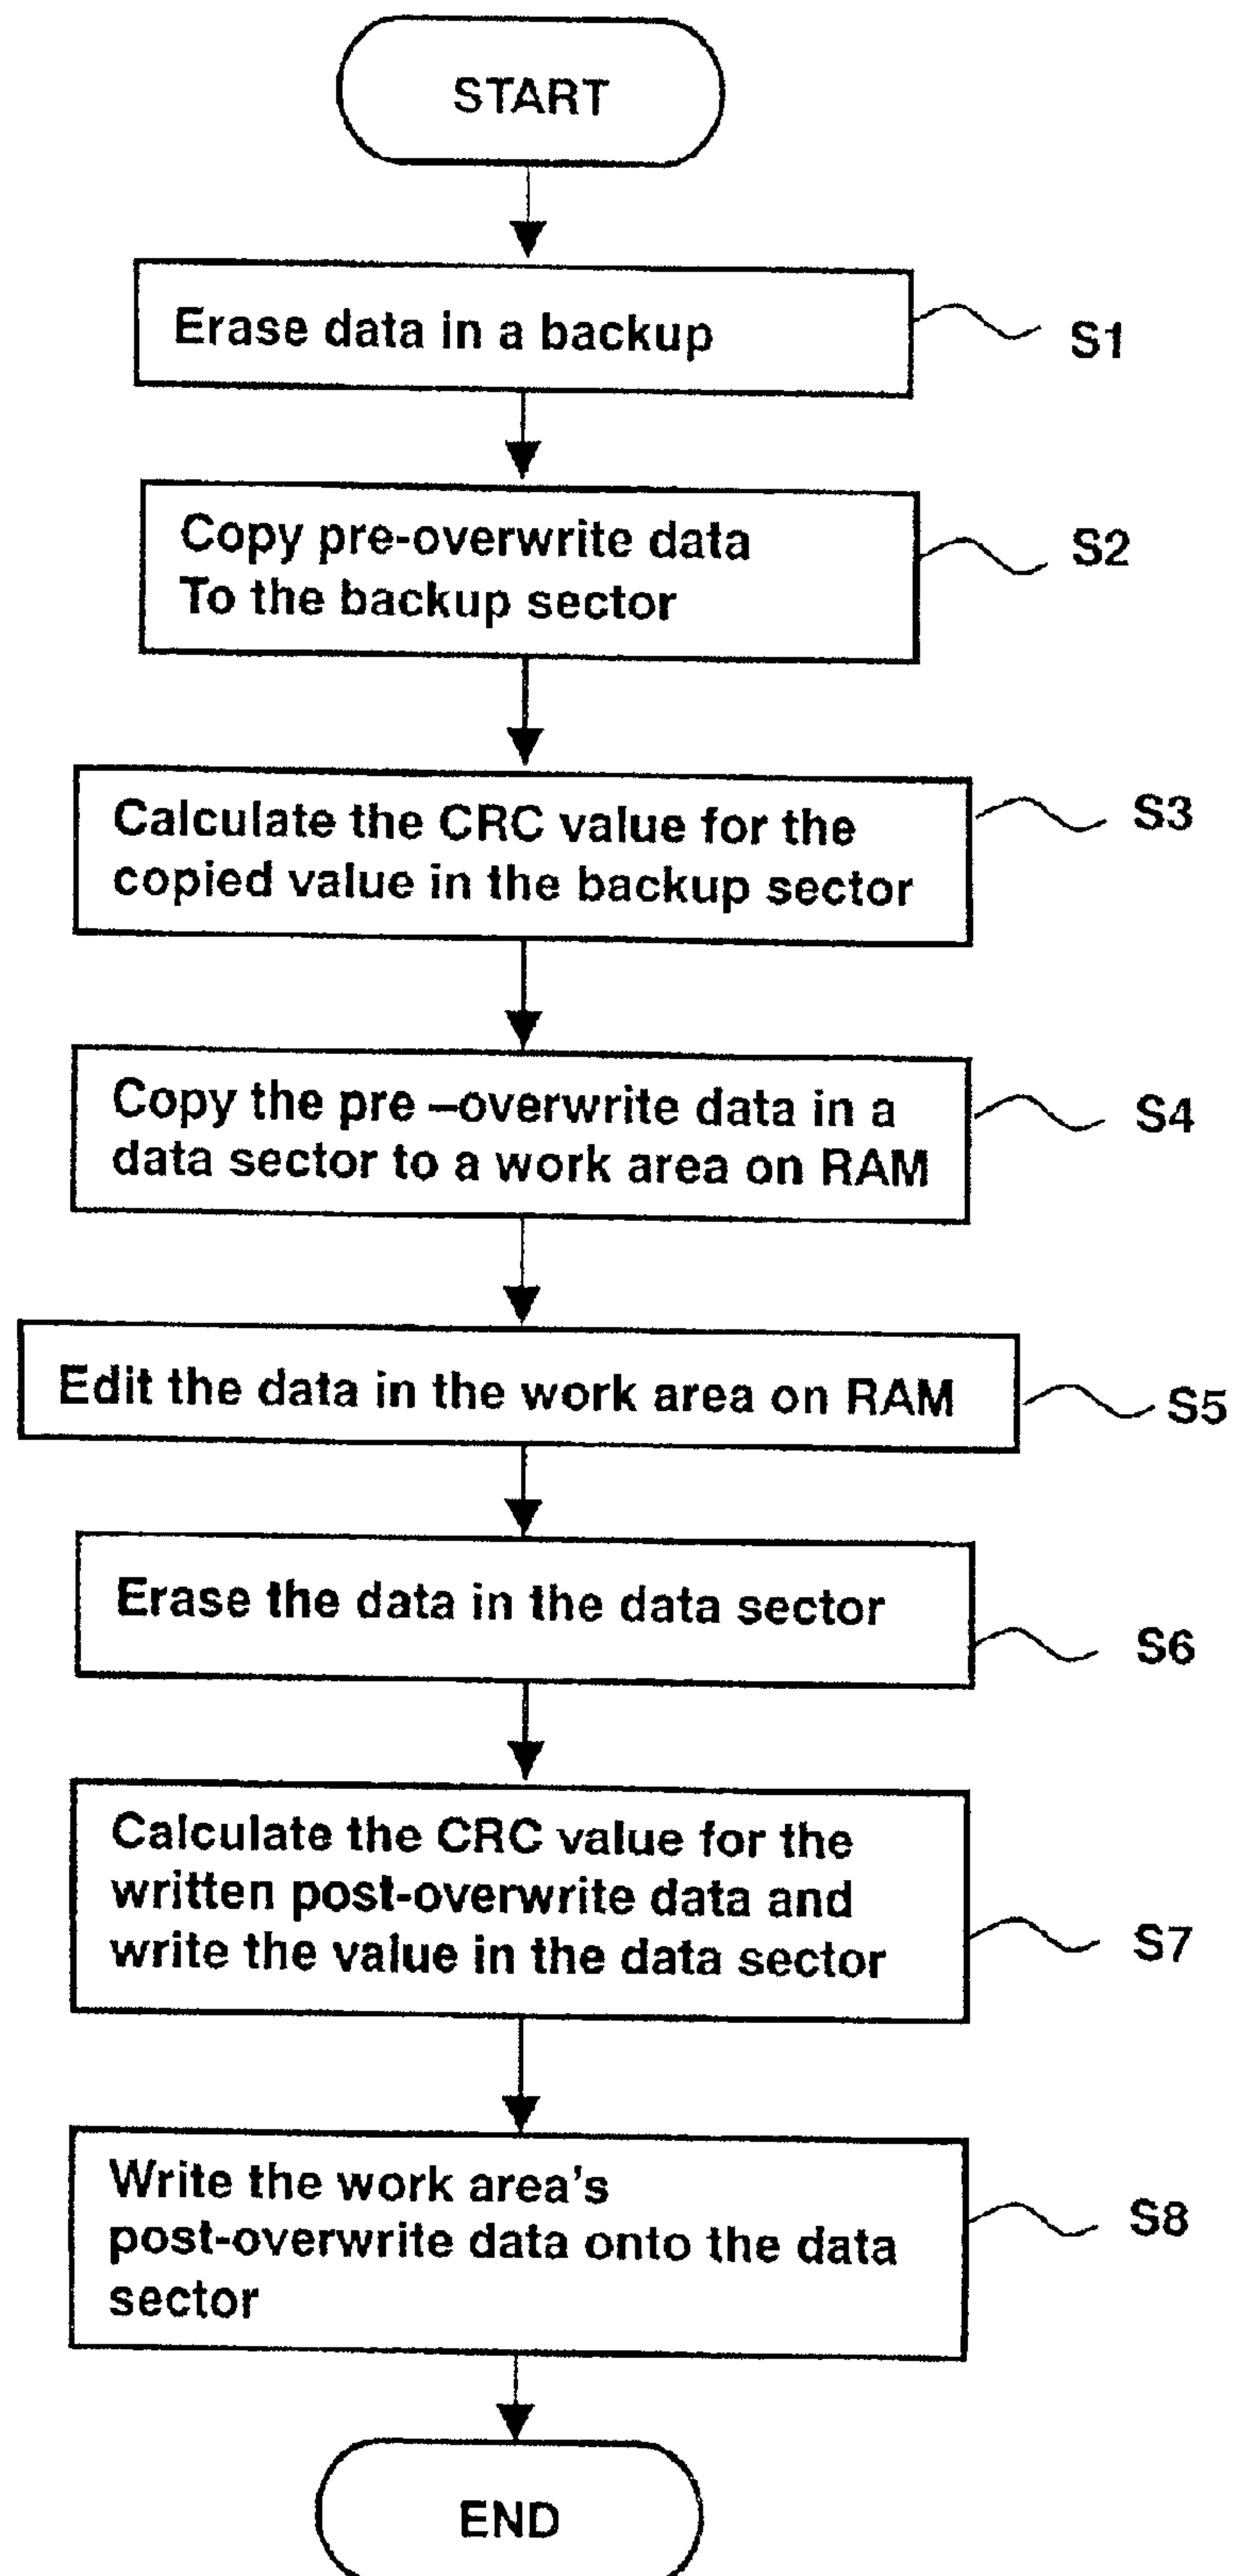 START
Erase data in a backup
S1
Copy pre-overwrite data
To the backup sector
S2
Calculate the CRC value for the
copied value in the backup sector
S3
Copy the pre –overwrite data in a
data sector to a work area on RAM
S4
Edit the data in the work area on RAM
S5
Erase the data in the data sector
S6
Calculate the CRC value for the
written post-overwrite data and
write the value in the data sector
S7
Write the work area's
post-overwrite data onto the data
sector
S8
END